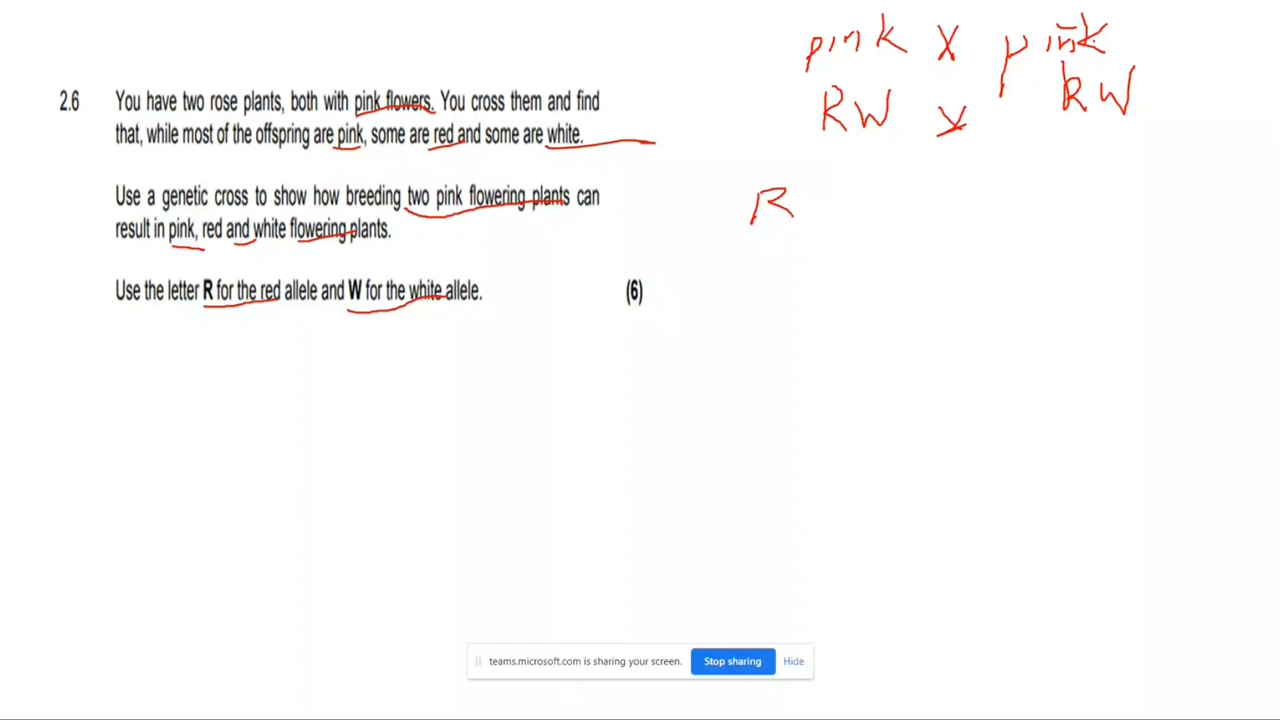 pink X pink
RW x RW
2.6 You have two rose plants, both with pink flowers. You cross them and find
that, while most of the offspring are pink, some are red and some are white.
Use a genetic cross to show how breeding two pink flowering plants can
result in pink, red and white flowering plants.
R
Use the letter R for the red allele and W for the white allele. (6)
teams.microsoft.com is sharing your screen. Stop sharing Hide